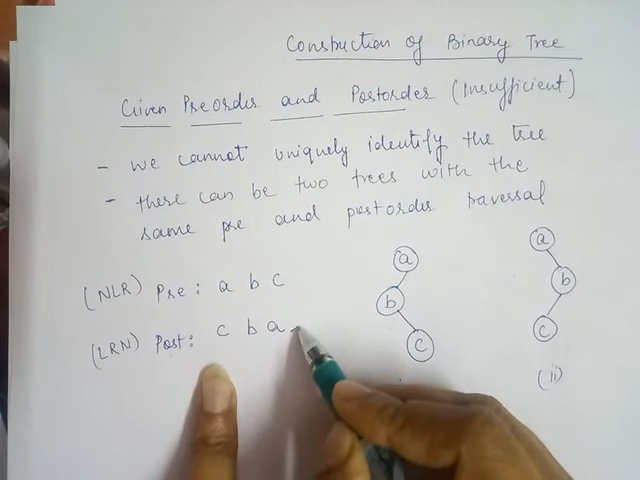 Construction of Binary Tree
Given Preorder and Postorder (Insufficient)
- we cannot uniquely identify the tree
- there can be two trees with the
same pre and postorder traversal
(NLR) Pre: a b c
(LRN) Post: c b a
a
b
c
a
b
c
(ii)